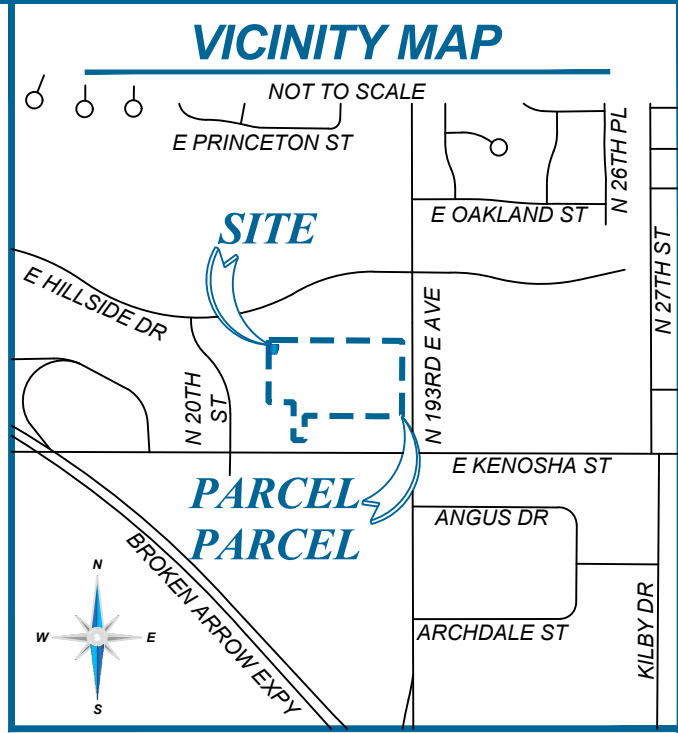 VICINITY MAP
NOT TO SCALE
E PRINCETON ST
N 26TH PL
E OAKLAND ST
SITE
N 27TH ST
E HILLSIDE DR
N 193RD E AVE
N 20TH
ST
E KENOSHA ST
PARCEL
PARCEL
ANGUS DR
BROKEN ARROW EXPY
ARCHDALE ST
KILBY DR
N
W
E
S